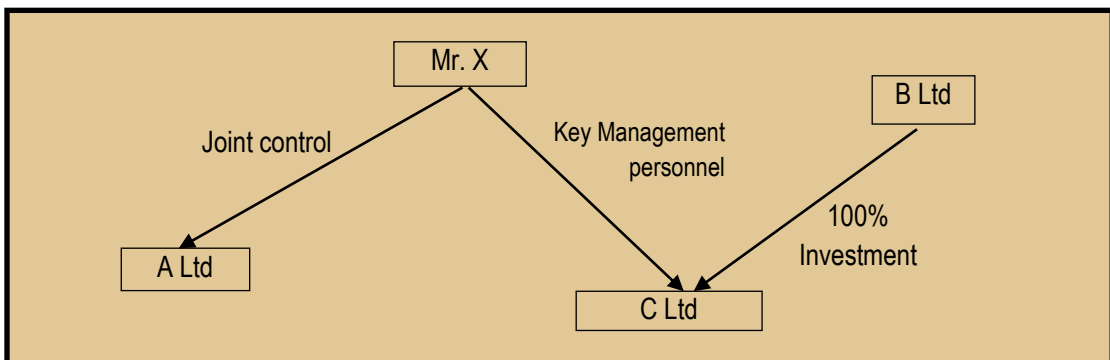 Mr. X
B Ltd
Joint control
Key Management
personnel
100%
Investment
A Ltd
C Ltd